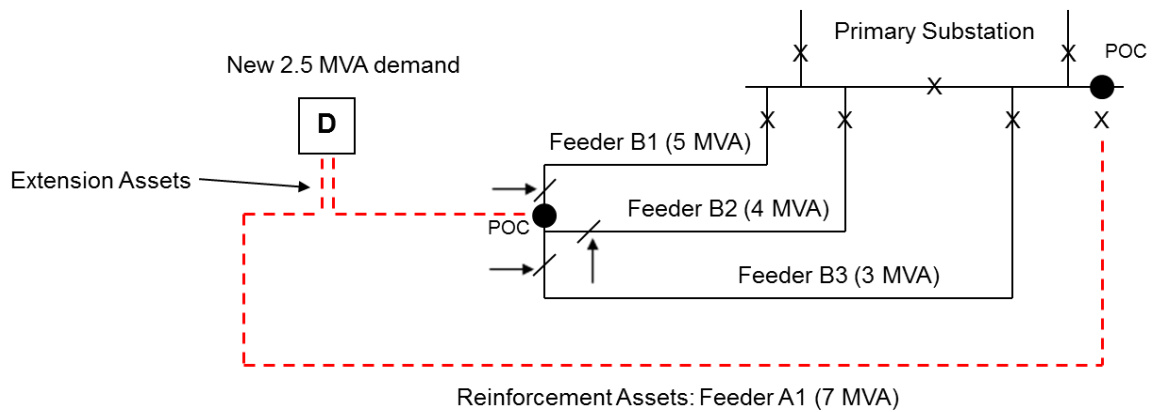 Primary Substation
POC
New 2.5 MVA demand
D
X
X
X
X
X
X
X
Feeder B1 (5 MVA)
Extension Assets
Feeder B2 (4 MVA)
POC
Feeder B3 (3 MVA)
Reinforcement Assets: Feeder A1 (7 MVA)